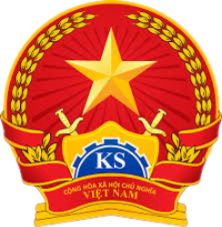 KS
CỘNG HÒA XÃ HỘI CHỦ NGHĨA
VIỆT NAM